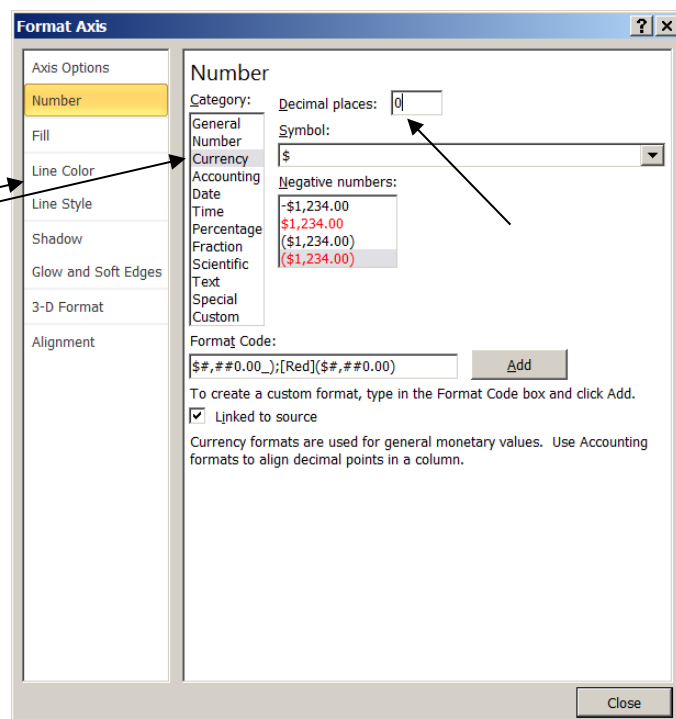 Format Axis
Axis Options
Number
Fill
Line Color
Line Style
Shadow
Glow and Soft Edges
3-D Format
Alignment
Number
Category:
General
Number
Currency
Accounting
Date
Time
Percentage
Fraction
Scientific
Text
Special
Custom
Decimal places: 0
Symbol:
$
Negative numbers:
-$1,234.00
$1,234.00
($1,234.00)
($1,234.00)
Format Code:
$#,##0.00_);[Red]($#,##0.00)
Add
To create a custom format, type in the Format Code box and click Add.
Linked to source
Currency formats are used for general monetary values. Use Accounting
formats to align decimal points in a column.
Close